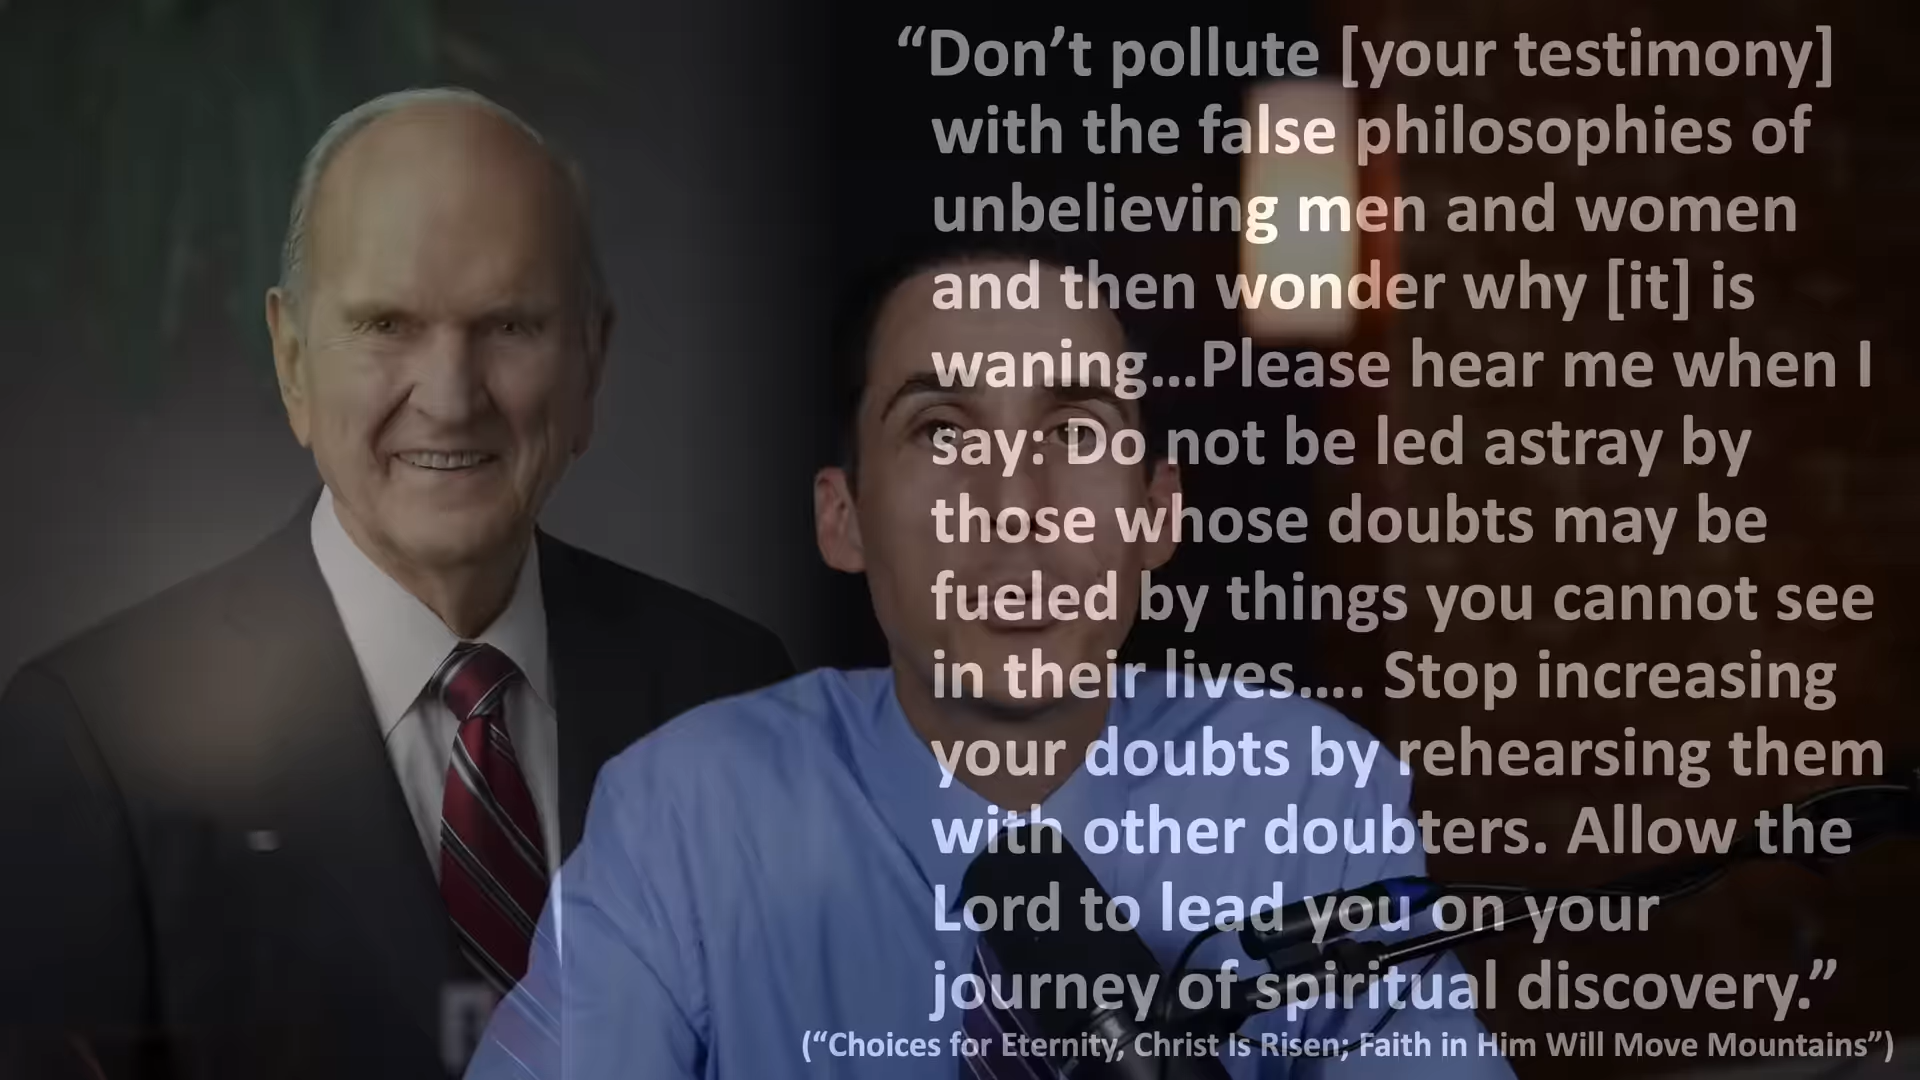 “Don’t pollute [your testimony]
with the false philosophies of
unbelieving men and women
and then wonder why [it] is
waning...Please hear me when I
say: Do not be led astray by
those whose doubts may be
fueled by things you cannot see
in their lives.... Stop increasing
your doubts by rehearsing them
with other doubters. Allow the
Lord to lead you on your
journey of spiritual discovery.”
(“Choices for Eternity, Christ Is Risen; Faith in Him Will Move Mountains”)